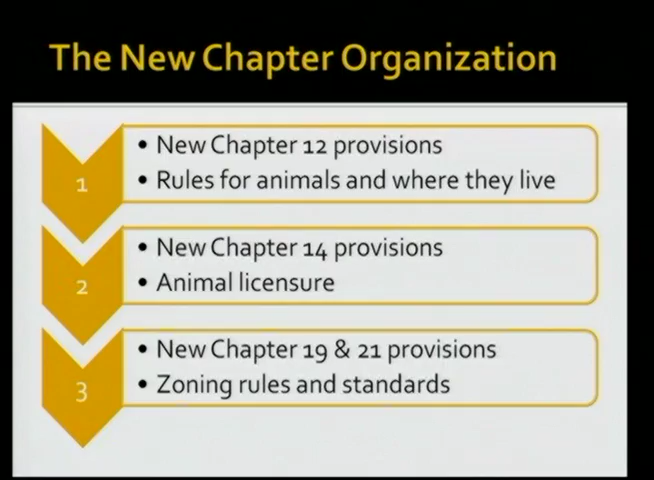 The New Chapter Organization
1
• New Chapter 12 provisions
• Rules for animals and where they live
2
• New Chapter 14 provisions
• Animal licensure
3
• New Chapter 19 & 21 provisions
• Zoning rules and standards